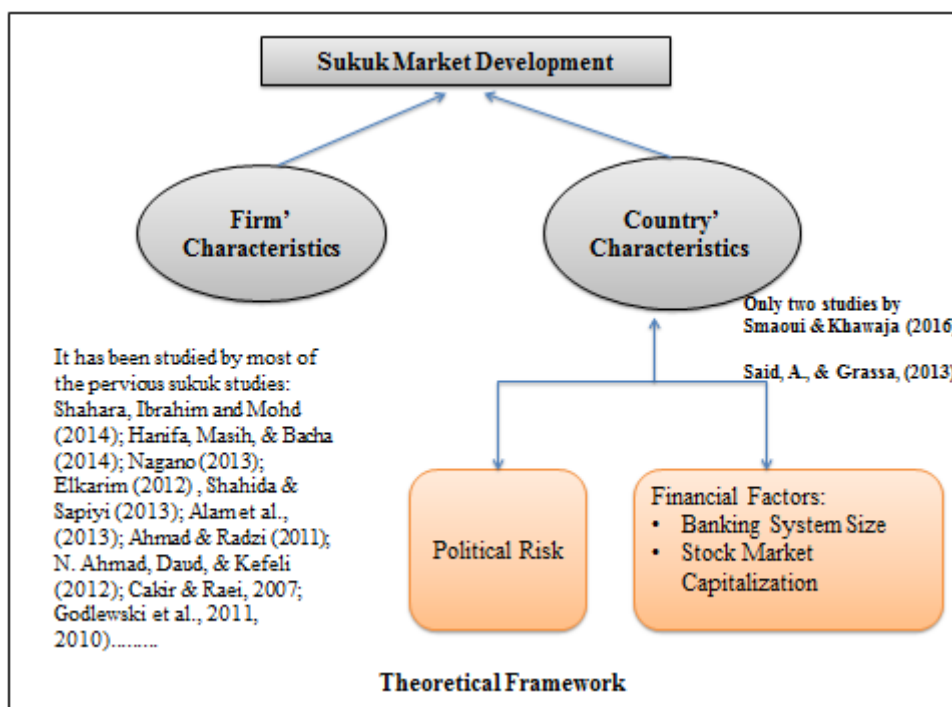 Sukuk Market Development
Firm'
Characteristics
Country'
Characteristics
Only two studies by
Smaoui & Khawaja (2016)
Said, A., & Grassa, (2013)
It has been studied by most of
the pervious sukuk studies:
Shahara, Ibrahim and Mohd
(2014); Hanifa, Masih, & Bacha
(2014); Nagano (2013);
Elkarim (2012) , Shahida &
Sapiyi (2013); Alam et al.,
(2013); Ahmad & Radzi (2011);
N. Ahmad, Daud, & Kefeli
(2012); Cakir & Raei, 2007;
Godlewski et al., 2011,
2010).........
Political Risk
Financial Factors:
• Banking System Size
• Stock Market
Capitalization
Theoretical Framework